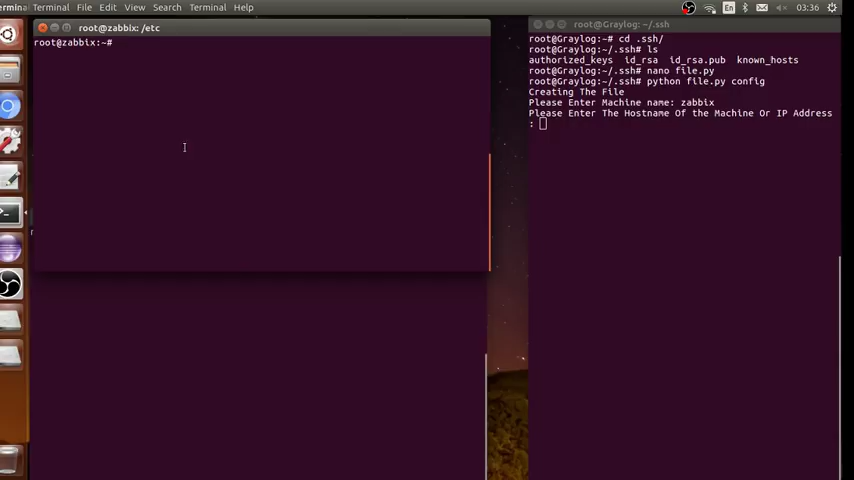 Terminal
Terminal File Edit View Search Terminal Help
En
03:36
root@zabbix: /etc
root@zabbix:~#
root@Graylog: ~/.ssh
root@Graylog:~# cd .ssh/
root@Graylog:~/.ssh# ls
authorized_keys id_rsa id_rsa.pub known_hosts
root@Graylog:~/.ssh# nano file.py
root@Graylog:~/.ssh# python file.py config
Creating The File
Please Enter Machine name: zabbix
Please Enter The Hostname Of the Machine Or IP Address
: